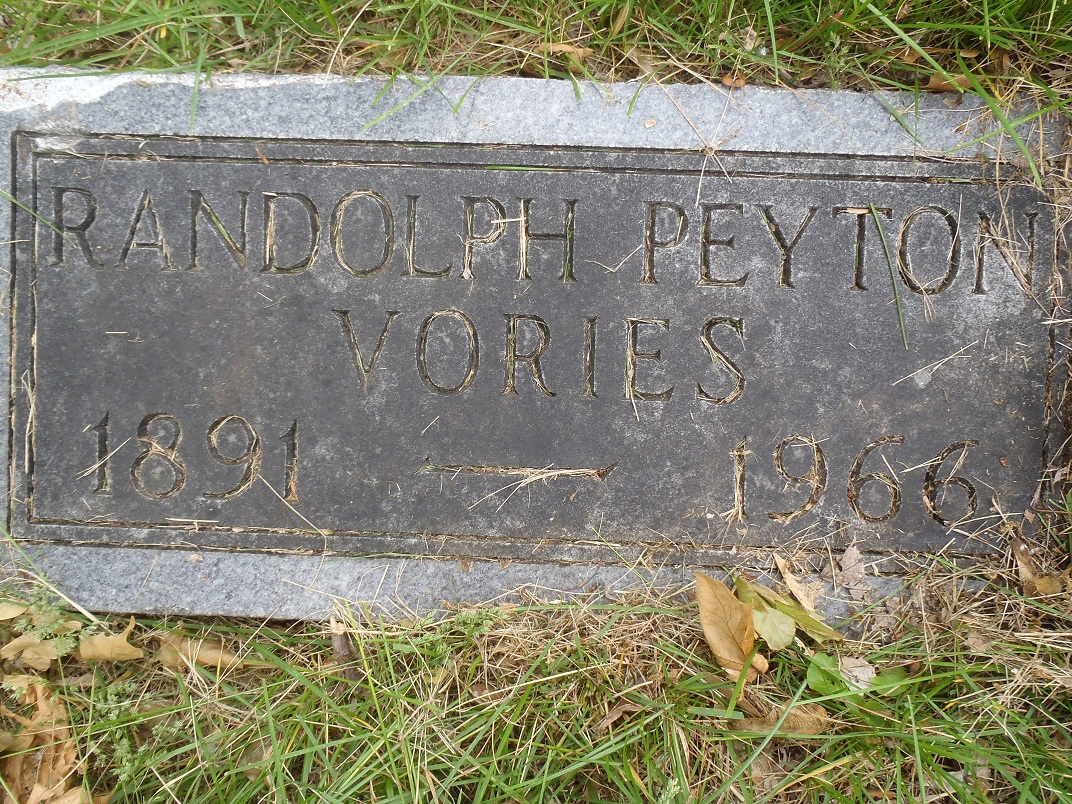 RANDOLPH PEYTON
VORIES
1891 — 1966